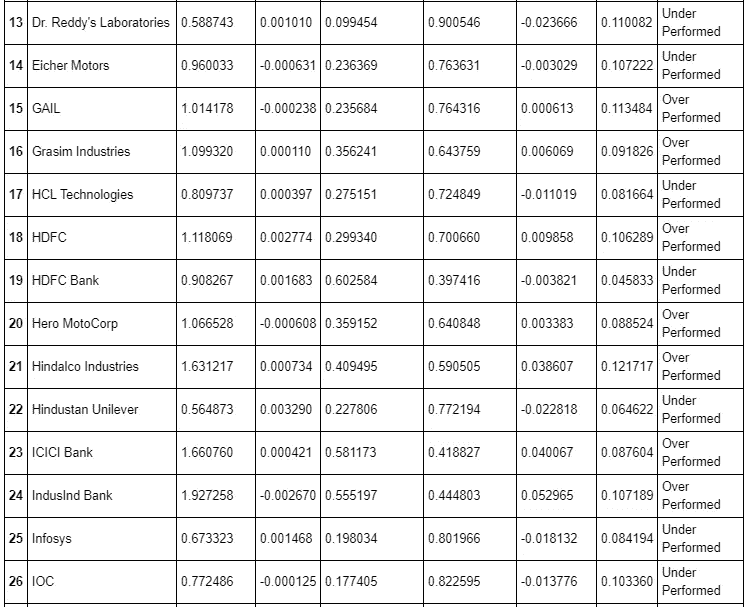 13 Dr. Reddy's Laboratories 0.588743 0.001010 0.099454 0.900546 -0.023666 0.110082 Under
Performed
14 Eicher Motors 0.960033 -0.000631 0.236369 0.763631 -0.003029 0.107222 Under
Performed
15 GAIL 1.014178 -0.000238 0.235684 0.764316 0.000613 0.113484 Over
Performed
16 Grasim Industries 1.099320 0.000110 0.356241 0.643759 0.006069 0.091826 Over
Performed
17 HCL Technologies 0.809737 0.000397 0.275151 0.724849 -0.011019 0.081664 Under
Performed
18 HDFC 1.118069 0.002774 0.299340 0.700660 0.009858 0.106289 Over
Performed
19 HDFC Bank 0.908267 0.001683 0.602584 0.397416 -0.003821 0.045833 Under
Performed
20 Hero MotoCorp 1.066528 -0.000608 0.359152 0.640848 0.003383 0.088524 Over
Performed
21 Hindalco Industries 1.631217 0.000734 0.409495 0.590505 0.038607 0.121717 Over
Performed
22 Hindustan Unilever 0.564873 0.003290 0.227806 0.772194 -0.022818 0.064622 Under
Performed
23 ICICI Bank 1.660760 0.000421 0.581173 0.418827 0.040067 0.087604 Over
Performed
24 IndusInd Bank 1.927258 -0.002670 0.555197 0.444803 0.052965 0.107189 Over
Performed
25 Infosys 0.673323 0.001468 0.198034 0.801966 -0.018132 0.084194 Under
Performed
26 IOC 0.772486 -0.000125 0.177405 0.822595 -0.013776 0.103360 Under
Performed